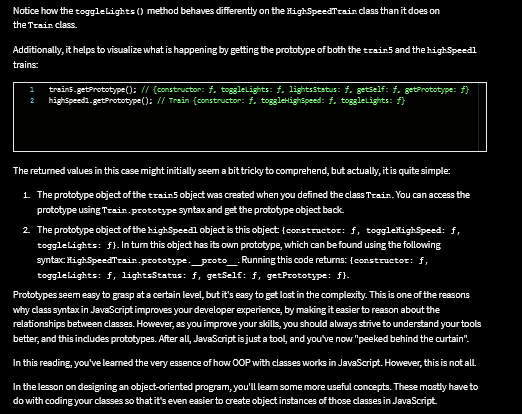 Notice how the toggleLights() method behaves differently on the HighSpeedTrain class than it does on
the Train class.
Additionally, it helps to visualize what is happening by getting the prototype of both the train5 and the highSpeed1
trains:
1 train5.getPrototype(); // {constructor: ƒ, toggleLights: ƒ, lightsStatus: ƒ, getSelf: ƒ, getPrototype: ƒ}
2 highSpeed1.getPrototype(); // Train {constructor: ƒ, toggleHighSpeed: ƒ, toggleLights: ƒ}
The returned values in this case might initially seem a bit tricky to comprehend, but actually, it is quite simple:
1. The prototype object of the train5 object was created when you defined the class Train. You can access the
prototype using Train.prototype syntax and get the prototype object back.
2. The prototype object of the highSpeed1 object is this object: {constructor: ƒ, toggleHighSpeed: ƒ,
toggleLights: ƒ}. In turn this object has its own prototype, which can be found using the following
syntax: HighSpeedTrain.prototype.__proto__. Running this code returns: {constructor: ƒ,
toggleLights: ƒ, lightsStatus: ƒ, getSelf: ƒ, getPrototype: ƒ}.
Prototypes seem easy to grasp at a certain level, but it's easy to get lost in the complexity. This is one of the reasons
why class syntax in JavaScript improves your developer experience, by making it easier to reason about the
relationships between classes. However, as you improve your skills, you should always strive to understand your tools
better, and this includes prototypes. After all, JavaScript is just a tool, and you've now "peeked behind the curtain".
In this reading, you've learned the very essence of how OOP with classes works in JavaScript. However, this is not all.
In the lesson on designing an object-oriented program, you'll learn some more useful concepts. These mostly have to
do with coding your classes so that it's even easier to create object instances of those classes in JavaScript.